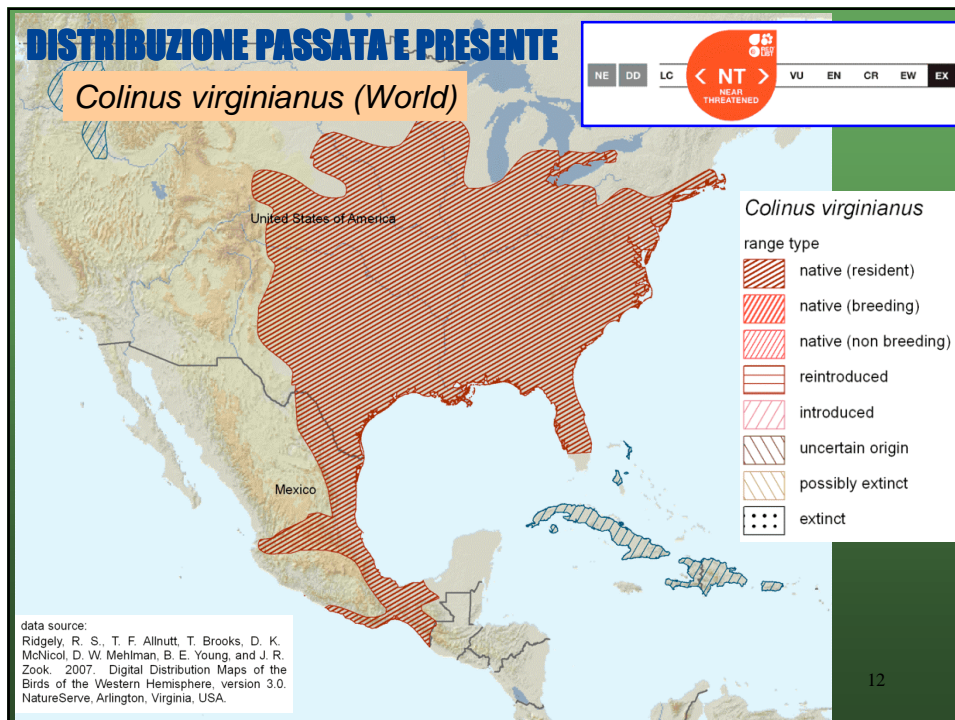 DISTRIBUZIONE PASSATA E PRESENTE
Colinus virginianus (World)
NE DD LC < NT > VU EN CR EW EX
NEAR
THREATENED
RED
LIST
United States of America
Mexico
Colinus virginianus
range type
native (resident)
native (breeding)
native (non breeding)
reintroduced
introduced
uncertain origin
possibly extinct
extinct
data source:
Ridgely, R. S., T. F. Allnutt, T. Brooks, D. K.
McNicol, D. W. Mehlman, B. E. Young, and J. R.
Zook. 2007. Digital Distribution Maps of the
Birds of the Western Hemisphere, version 3.0.
NatureServe, Arlington, Virginia, USA.
12